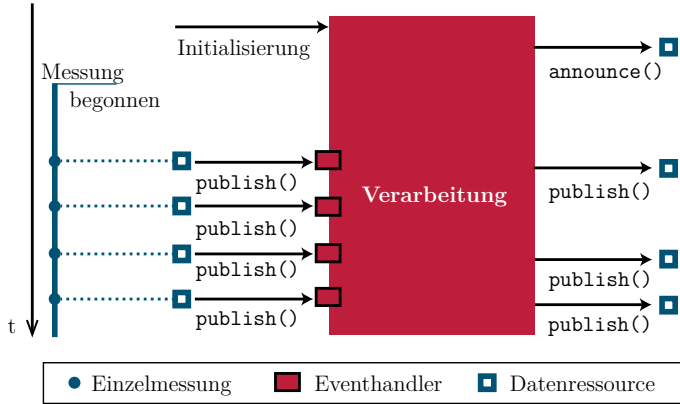 Initialisierung
announce()
Messung
begonnen
publish()
publish()
Verarbeitung
publish()
publish()
publish()
publish()
publish()
t
Einzelmessung
Eventhandler
Datenressource